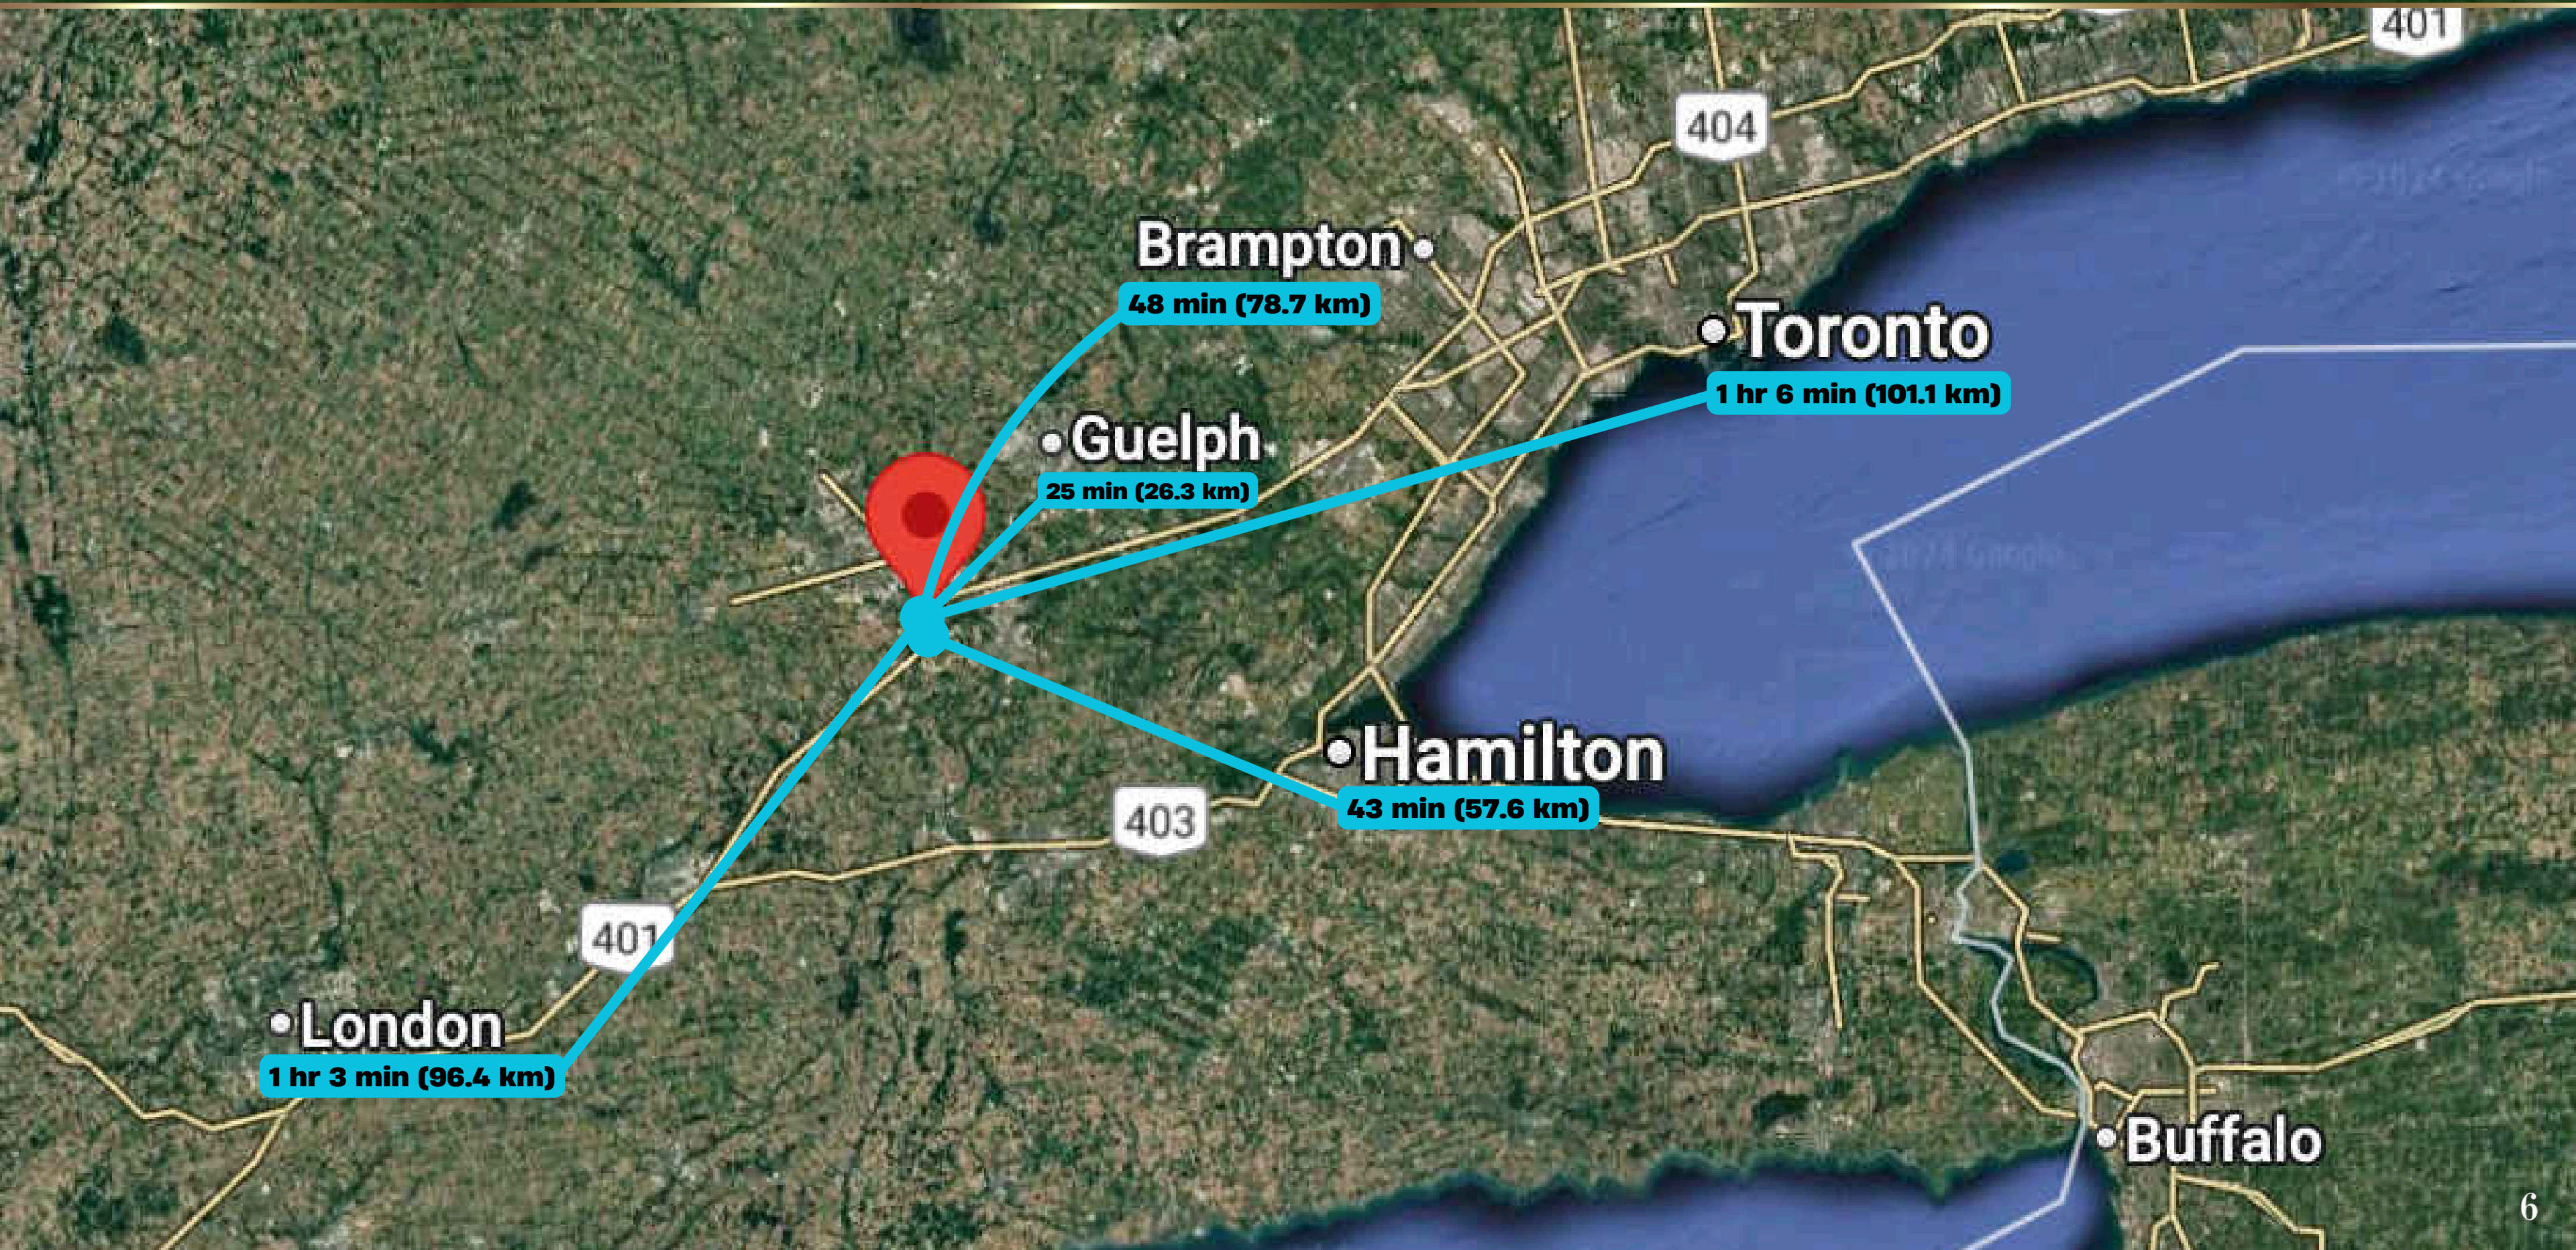 401
404
Brampton
48 min (78.7 km)
Toronto
1 hr 6 min (101.1 km)
Guelph
25 min (26.3 km)
2024 Google
Hamilton
43 min (57.6 km)
403
401
London
1 hr 3 min (96.4 km)
Buffalo
6